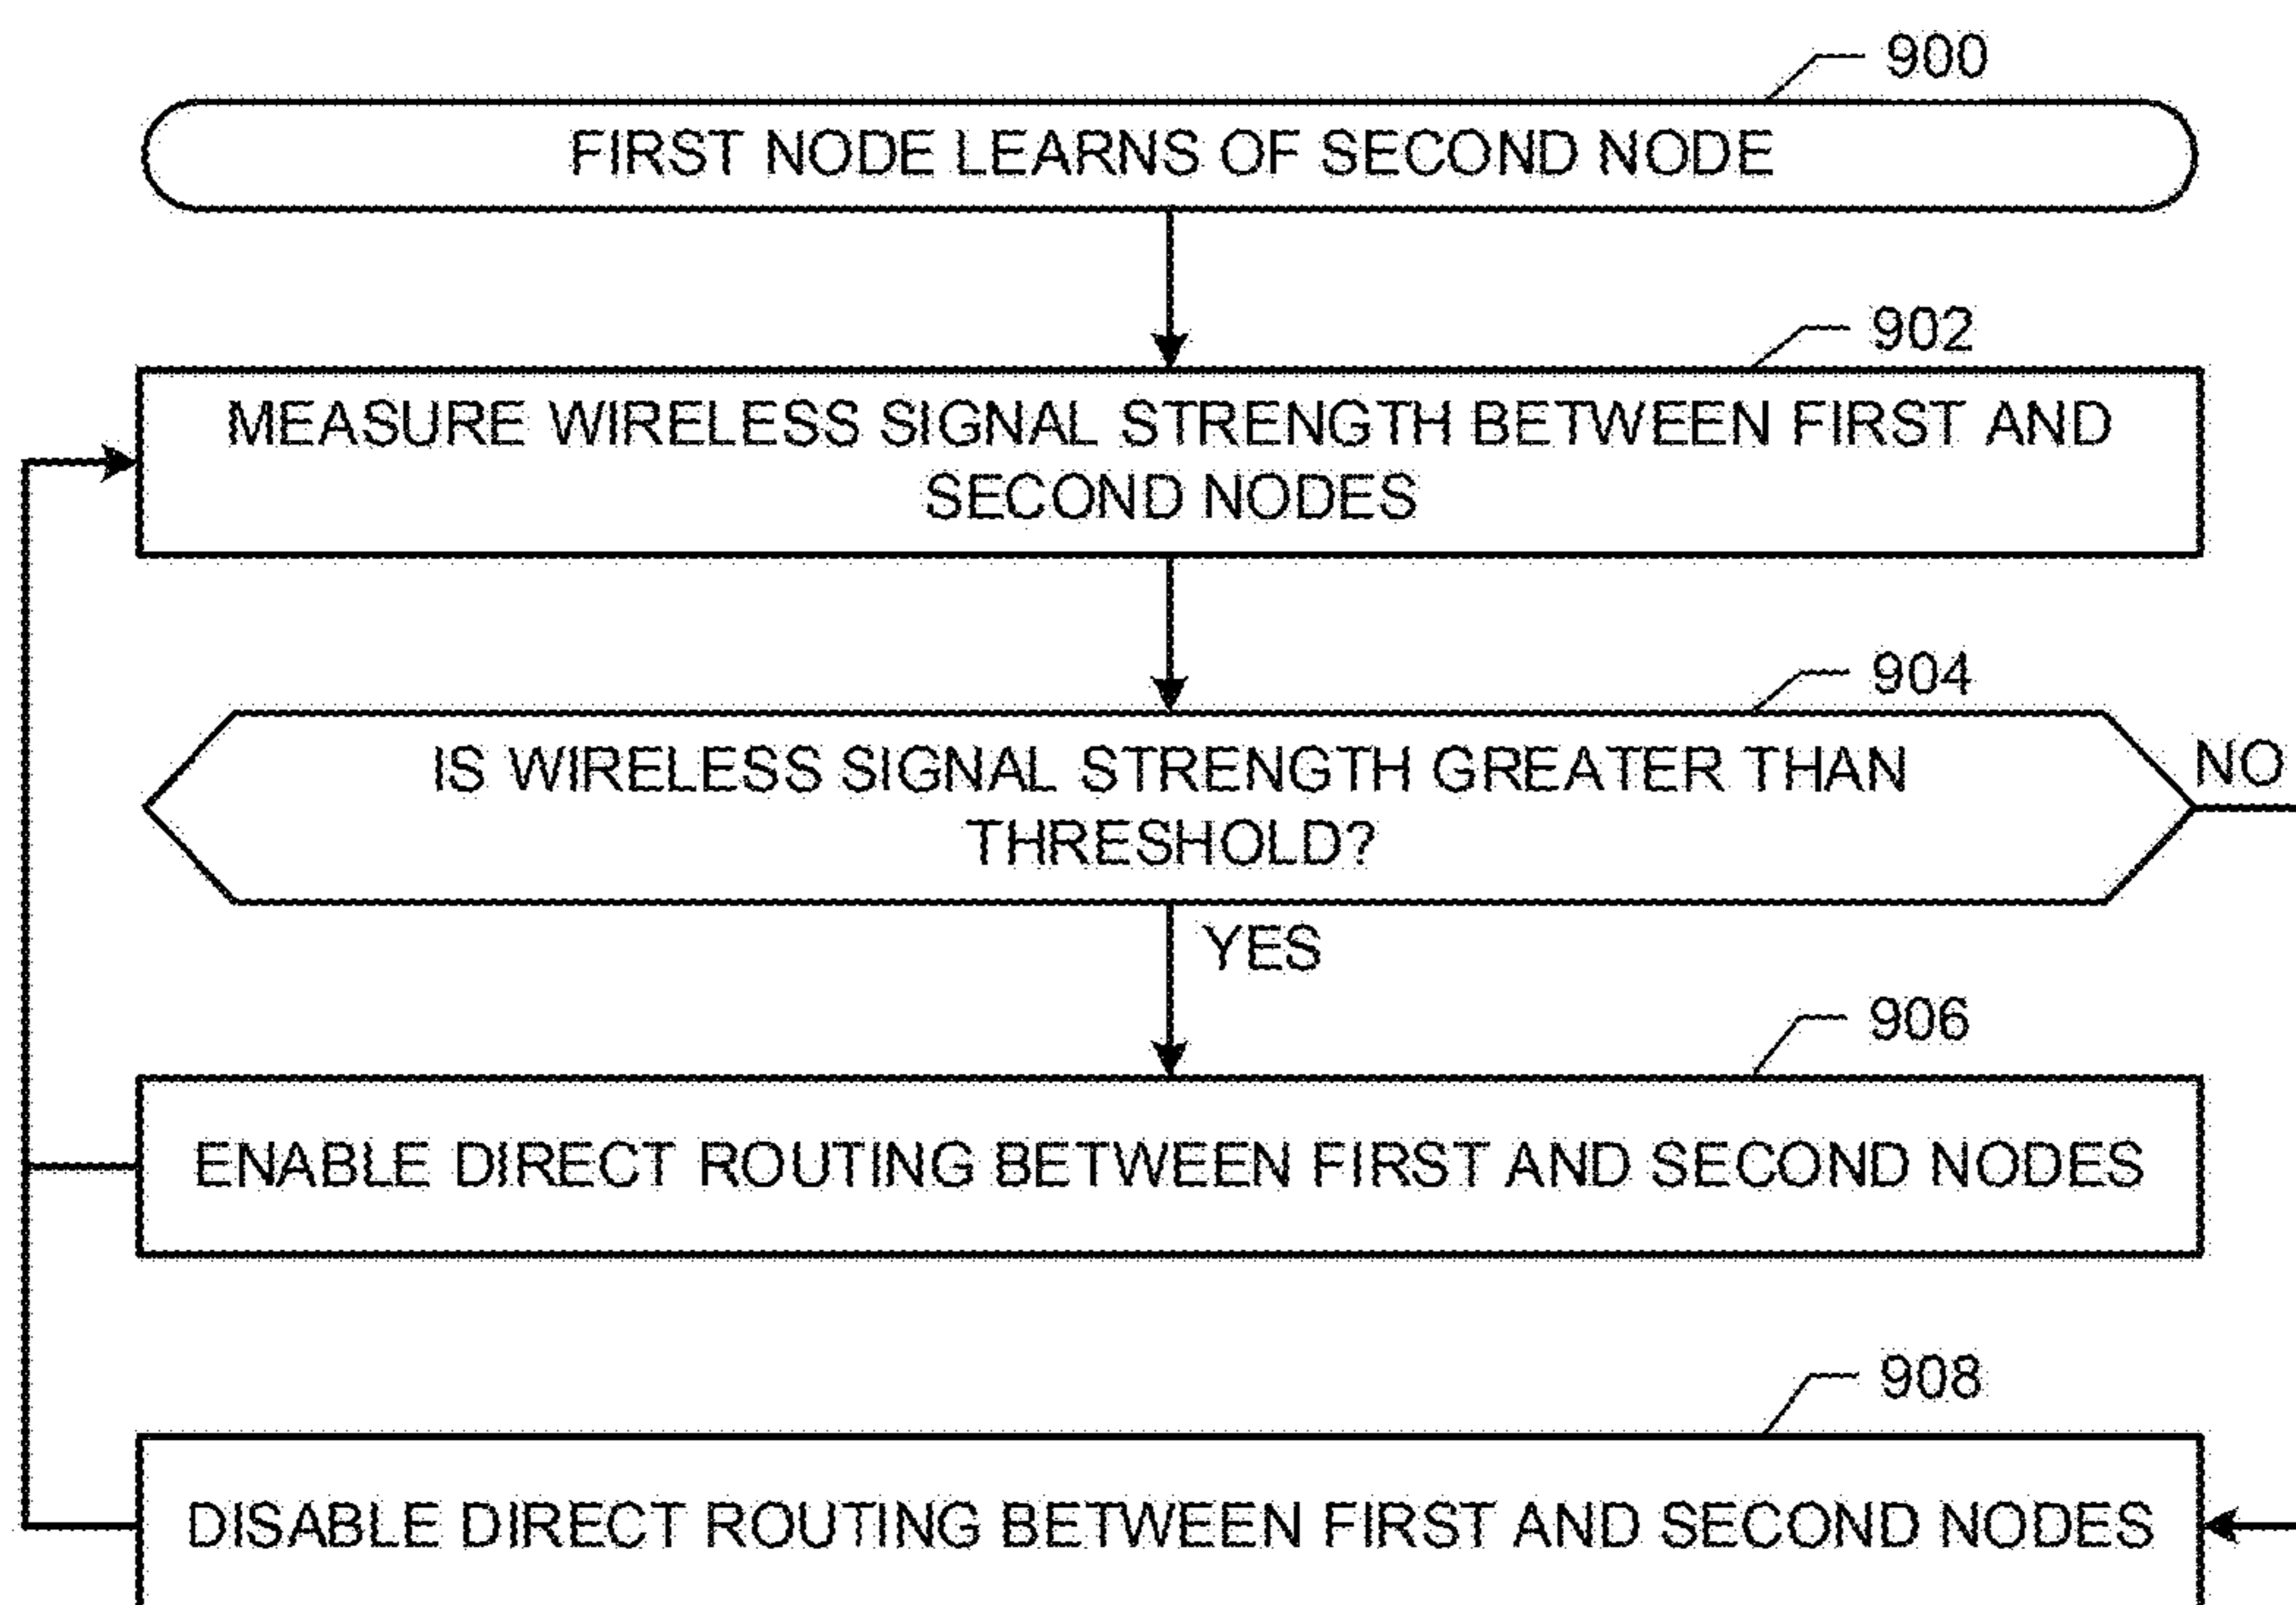 900
FIRST NODE LEARNS OF SECOND NODE
902
MEASURE WIRELESS SIGNAL STRENGTH BETWEEN FIRST AND
SECOND NODES
904
IS WIRELESS SIGNAL STRENGTH GREATER THAN
THRESHOLD?
NO
YES
906
ENABLE DIRECT ROUTING BETWEEN FIRST AND SECOND NODES
908
DISABLE DIRECT ROUTING BETWEEN FIRST AND SECOND NODES